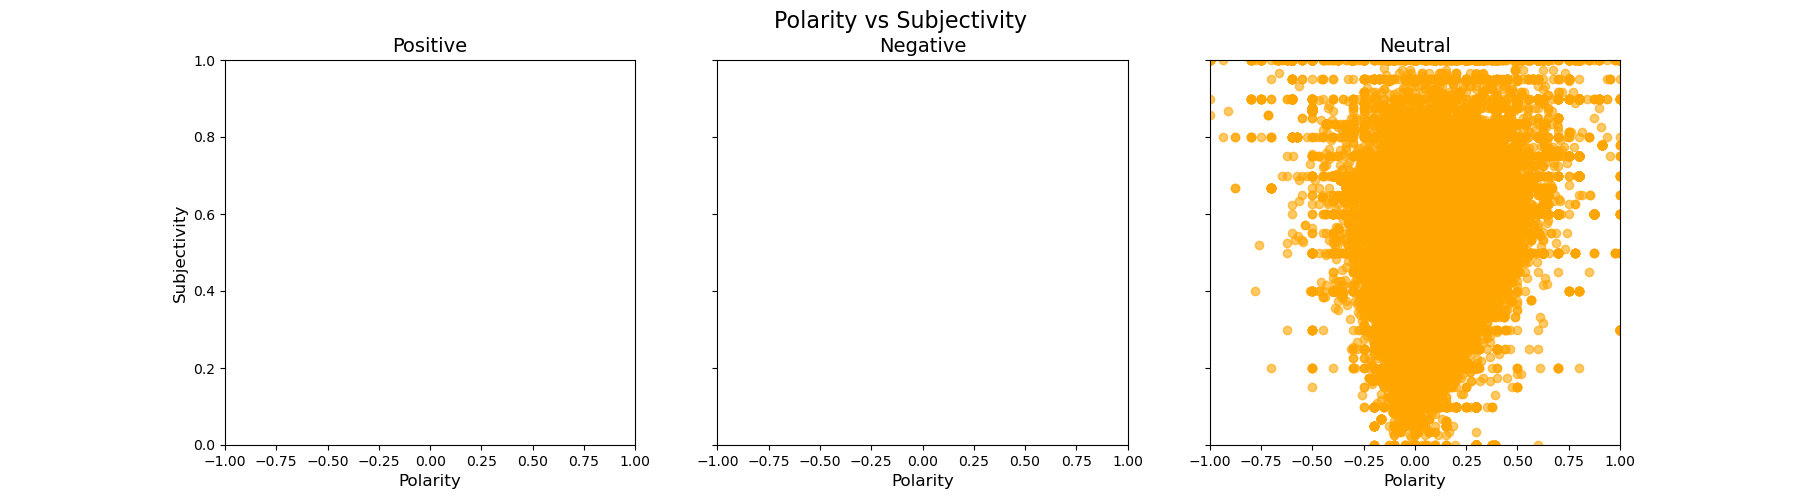 Polarity vs Subjectivity
Positive
Negative
Neutral
Subjectivity
1.0
0.8
0.6
0.4
0.2
0.0
−1.00 −0.75 −0.50 −0.25 0.00 0.25 0.50 0.75 1.00
−1.00 −0.75 −0.50 −0.25 0.00 0.25 0.50 0.75 1.00
−1.00 −0.75 −0.50 −0.25 0.00 0.25 0.50 0.75 1.00
Polarity
Polarity
Polarity